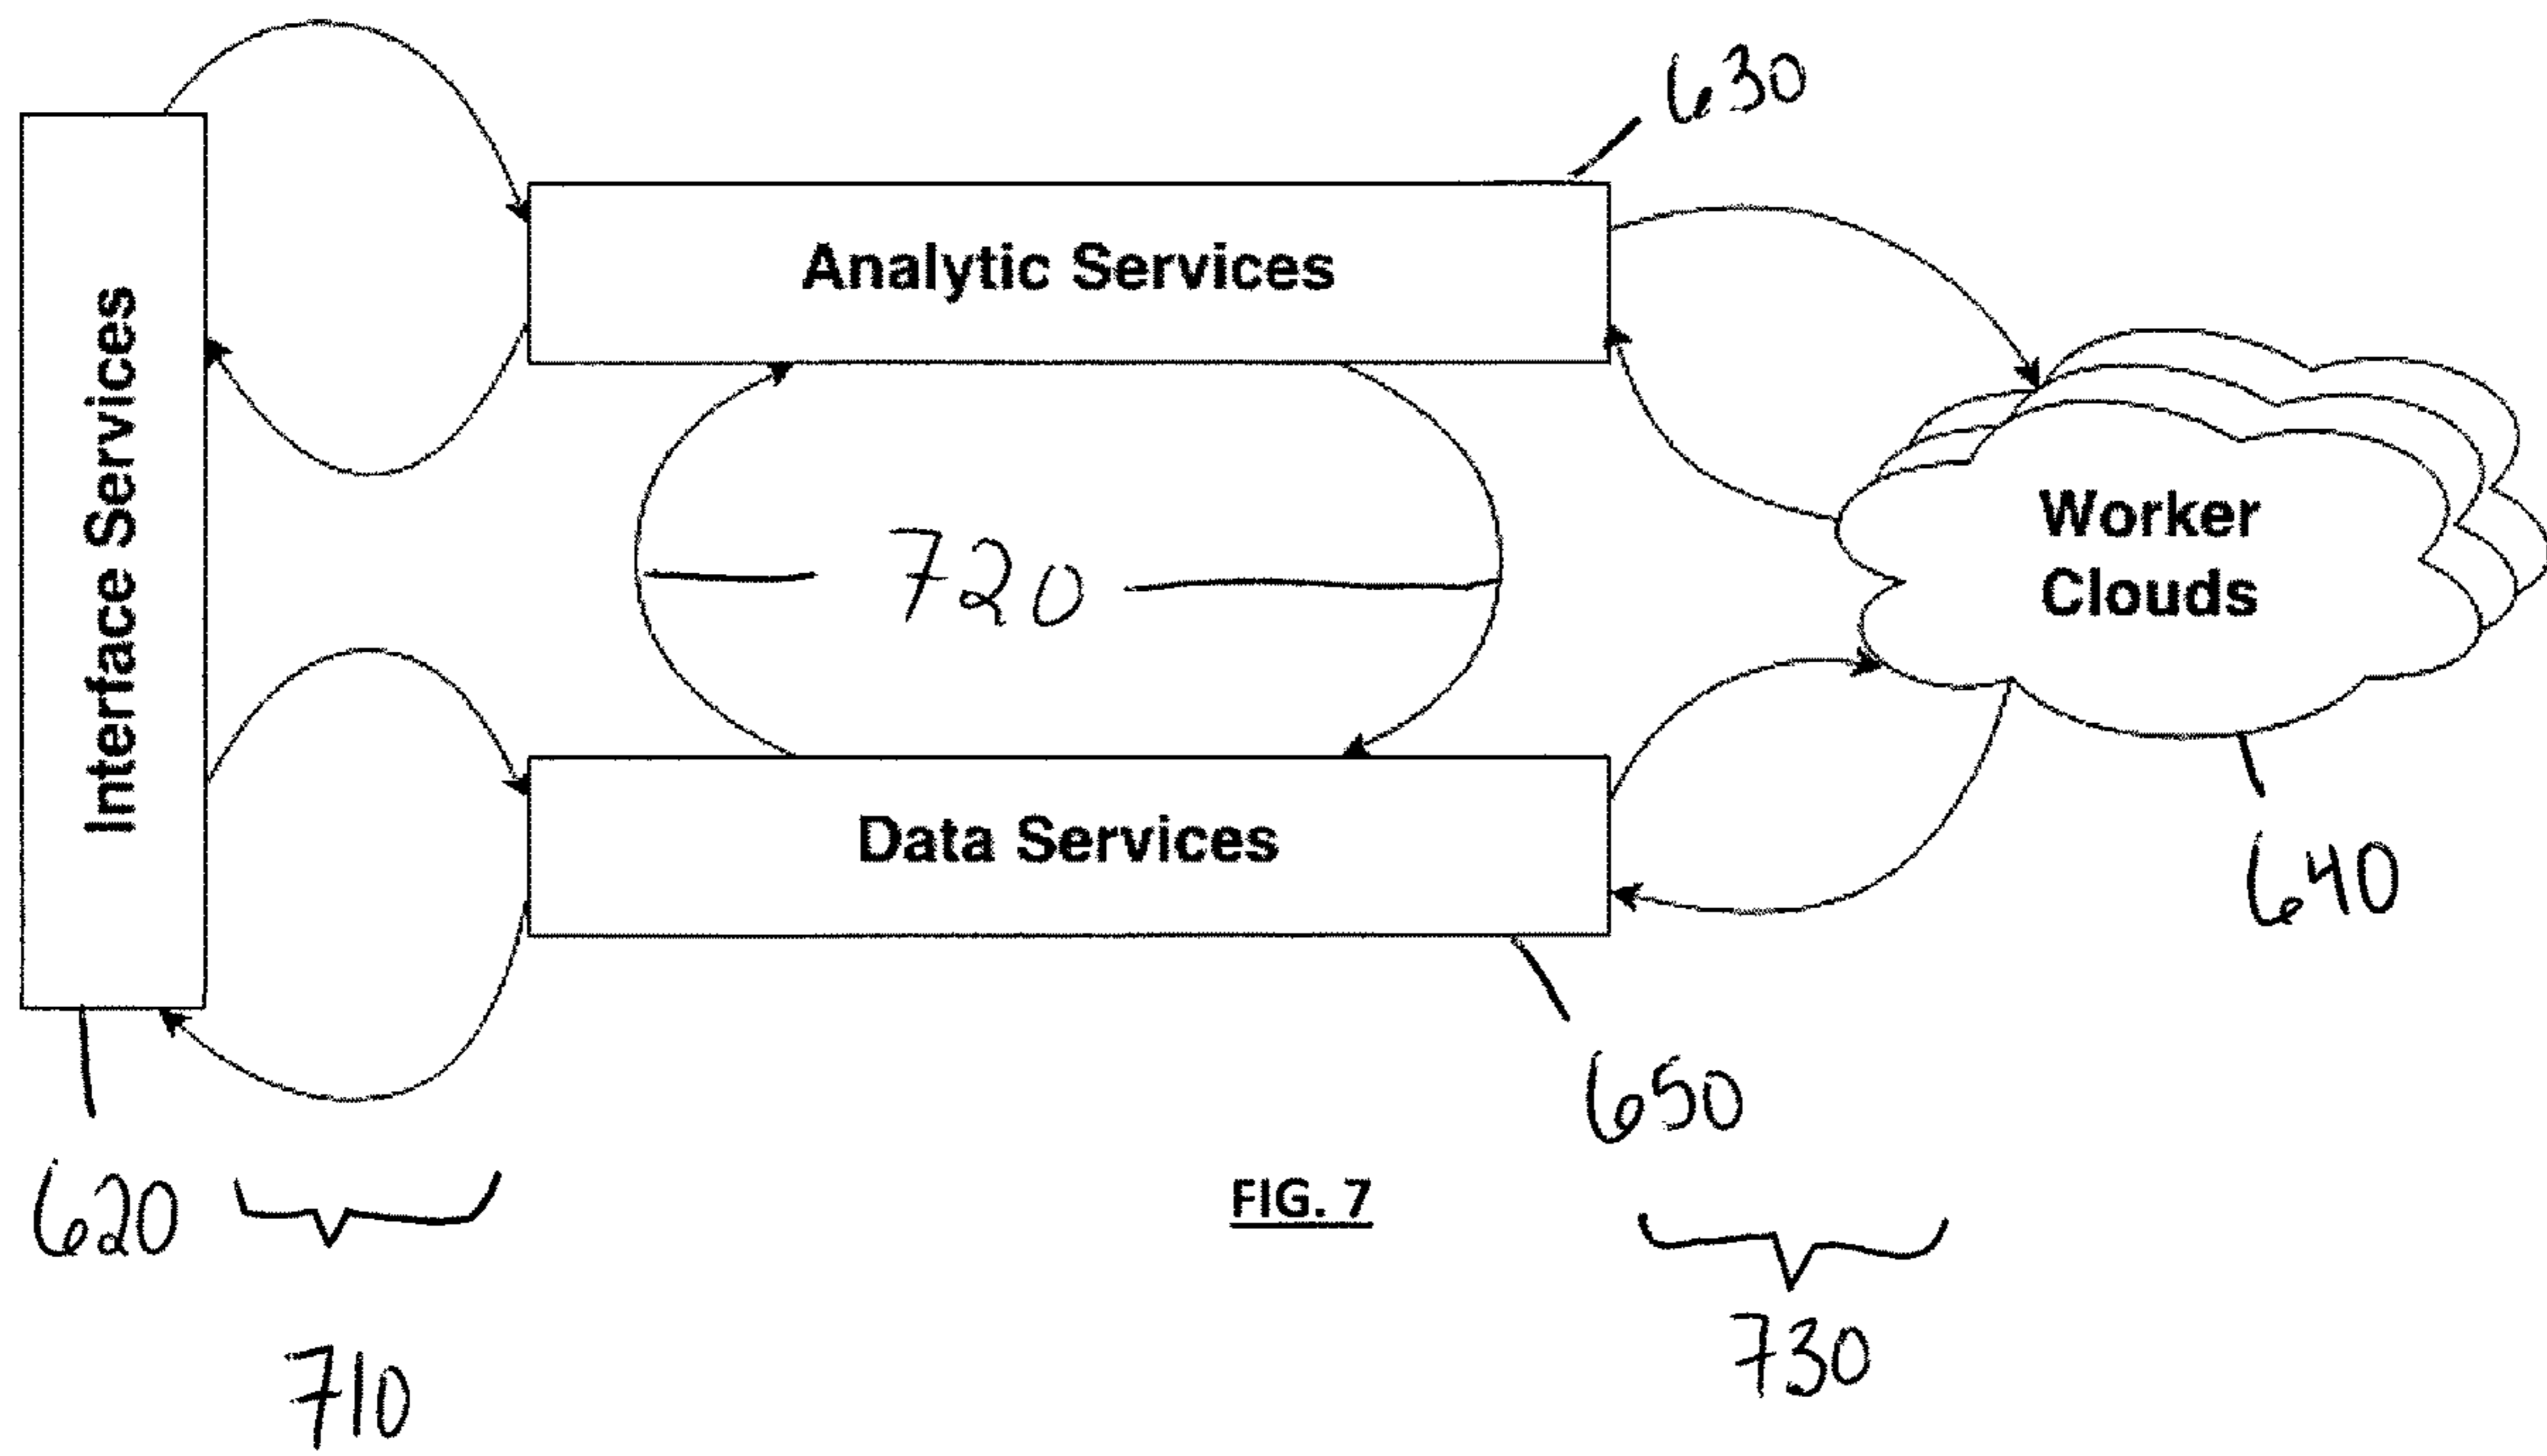 630
Analytic Services
Interface Services
Worker
Clouds
720
Data Services
640
650
620
FIG. 7
710
730